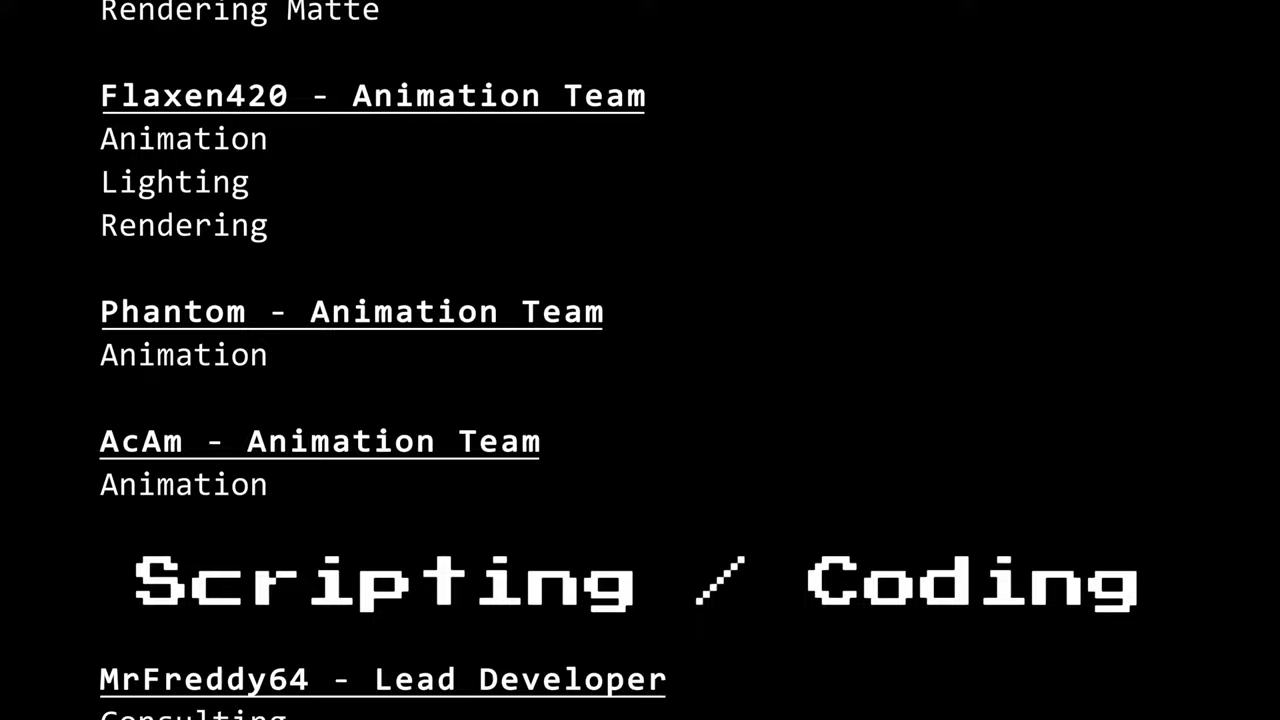 Rendering Matte
Flaxen420 - Animation Team
Animation
Lighting
Rendering
Phantom - Animation Team
Animation
AcAm - Animation Team
Animation
Scripting / Coding
MrFreddy64 - Lead Developer
Consulting